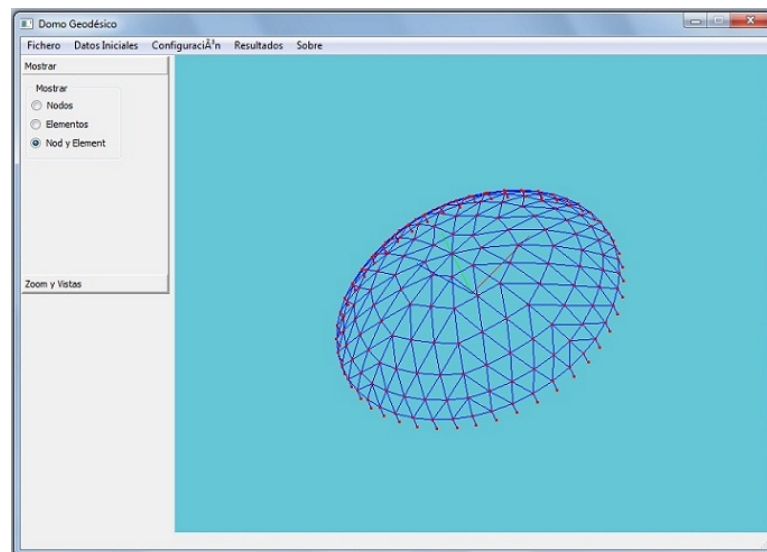 Domo Geodésico
Fichero Datos Iniciales ConfiguraciÃ³n Resultados Sobre
Mostrar
Mostrar
Nodos
Elementos
Nod y Element
Zoom y Vistas